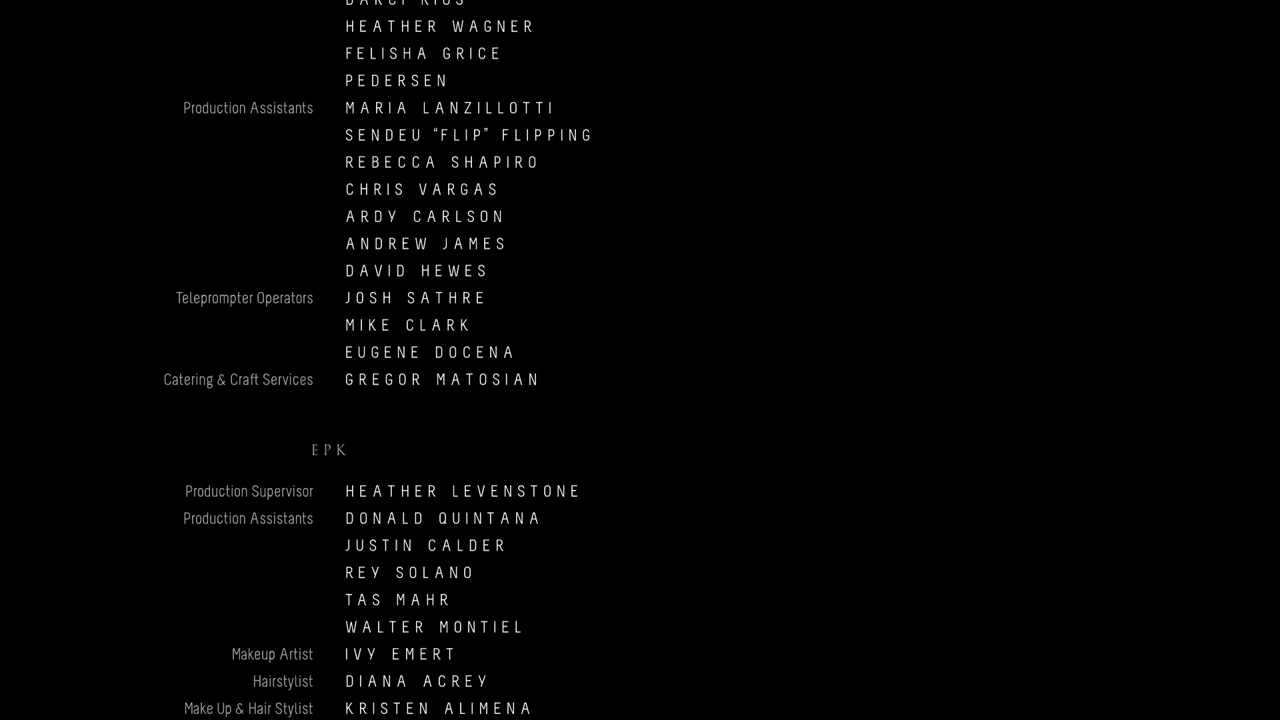 HEATHER WAGNER
FELISHA GRICE
PEDERSEN
Production Assistants MARIA LANZILLOTTI
SENDEU “FLIP” FLIPPING
REBECCA SHAPIRO
CHRIS VARGAS
ARDY CARLSON
ANDREW JAMES
DAVID HEWES
Teleprompter Operators JOSH SATHRE
MIKE CLARK
EUGENE DOCENA
Catering & Craft Services GREGOR MATOSIAN
EPK
Production Supervisor HEATHER LEVENSTONE
Production Assistants DONALD QUINTANA
JUSTIN CALDER
REY SOLANO
TAS MAHR
WALTER MONTIEL
Makeup Artist IVY EMERT
Hairstylist DIANA ACREY
Make Up & Hair Stylist KRISTEN ALIMENA